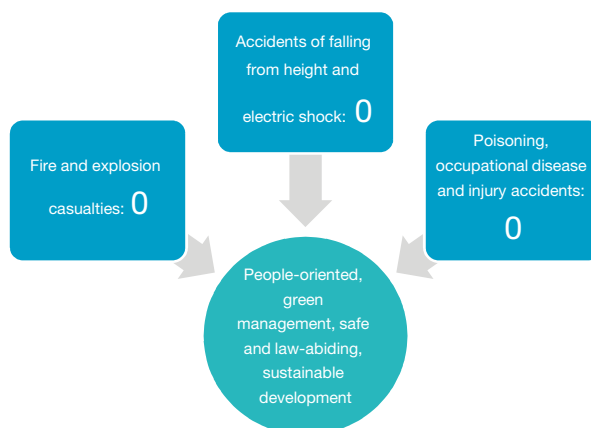 Accidents of falling
from height and
electric shock: 0
Fire and explosion
casualties: 0
Poisoning,
occupational disease
and injury accidents:
0
People-oriented,
green
management, safe
and law-abiding,
sustainable
development